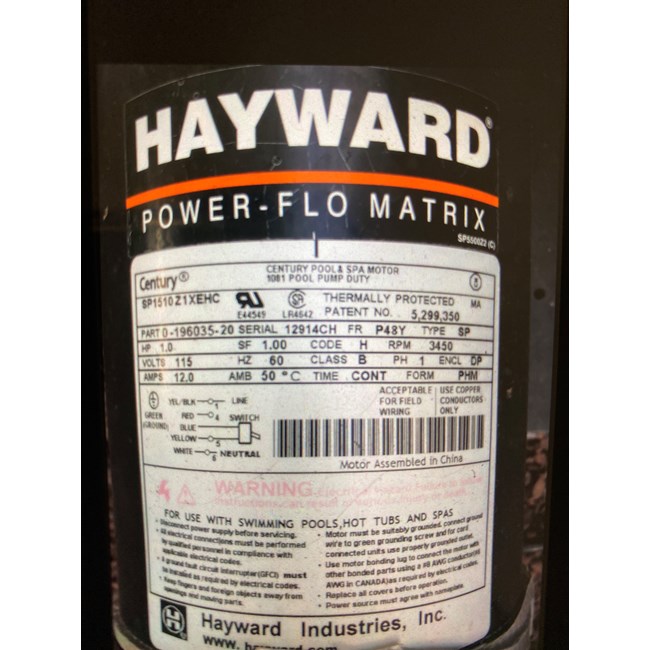 HAYWARD®
POWER-FLO MATRIX
SP5500Z2 (C)
Century®
CENTURY POOL & SPA MOTOR
1081 POOL PUMP DUTY
SP1510Z1XEHC
E44549
LR4642
THERMALLY PROTECTED MA
PATENT NO. 5,299,350
PART 0-196035-20 SERIAL 12914CH FR P48Y TYPE SP
HP 1.0 SF 1.00 CODE H RPM 3450
VOLTS 115 HZ 60 CLASS B PH 1 ENCL DP
AMPS 12.0 AMB 50 °C TIME CONT FORM PHM
GREEN
(GROUND)
YEL/BLK 1 LINE
RED 4 SWITCH
BLUE
YELLOW 5
WHITE 6 NEUTRAL
ACCEPTABLE
FOR FIELD
WIRING
USE COPPER
CONDUCTORS
ONLY
Motor Assembled in China
WARNING
FOR USE WITH SWIMMING POOLS,HOT TUBS AND SPAS
• Disconnect power supply before servicing.
• All electrical connections must be performed
by qualified personnel in compliance with
applicable electrical codes.
• A ground fault circuit interrupter(GFCI) must
be installed as required by electrical codes.
• Keep fingers and foreign objects away from
openings and moving parts.
• Motor must be suitably grounded. connect ground
wire to green grounding screw and for cord
connected units use properly grounded outlet.
• Use motor bonding lug to connect the motor with
other bonded parts using a #8 AWG conductor(#6
AWG in CANADA)as required by electrical codes.
• Replace all covers before operation.
• Power source must agree with nameplate.
H
Hayward Industries, Inc.